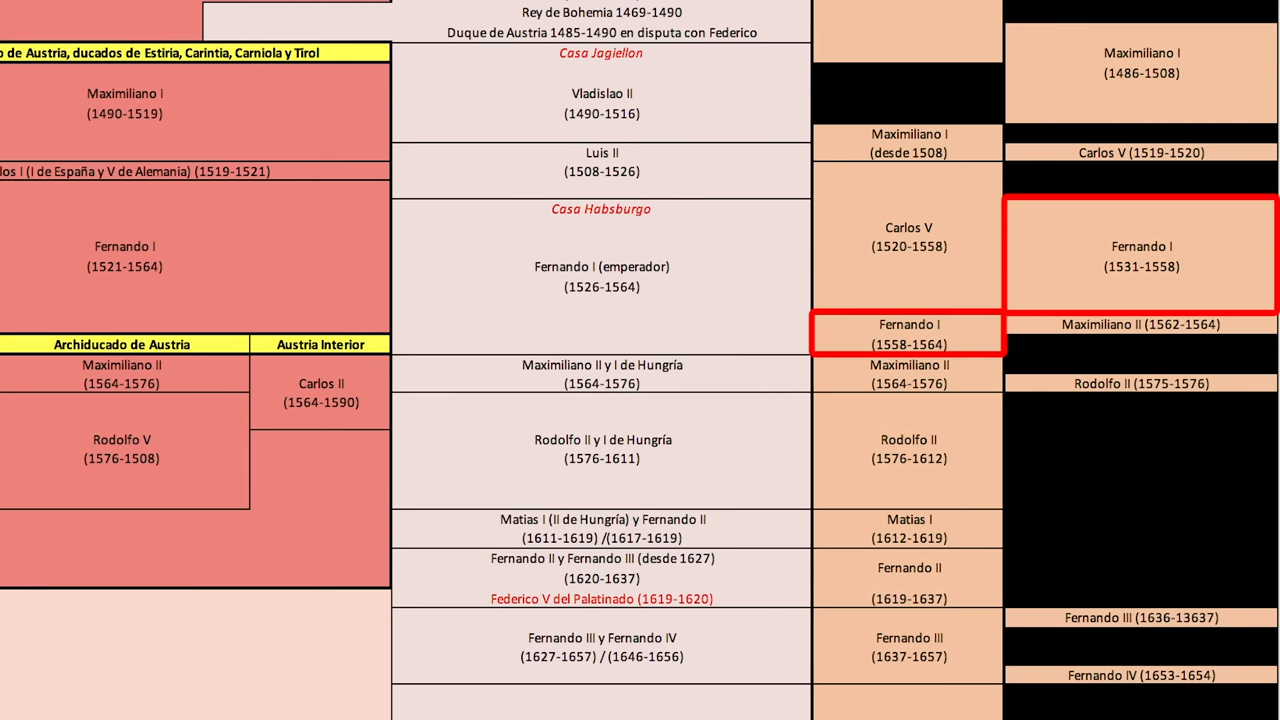 Rey de Bohemia 1469-1490
Duque de Austria 1485-1490 en disputa con Federico
o de Austria, ducados de Estiria, Carintia, Carniola y Tirol
Casa Jagiellon
Maximiliano I
(1486-1508)
Maximiliano I
(1490-1519)
Vladislao II
(1490-1516)
Maximiliano I
(desde 1508)
Luis II
(1508-1526)
Carlos V (1519-1520)
los I (I de España y V de Alemania) (1519-1521)
Casa Habsburgo
Fernando I
(1521-1564)
Fernando I (emperador)
(1526-1564)
Carlos V
(1520-1558)
Fernando I
(1531-1558)
Fernando I
(1558-1564)
Maximiliano II (1562-1564)
Archiducado de Austria
Austria Interior
Maximiliano II
(1564-1576)
Carlos II
(1564-1590)
Maximiliano II y I de Hungría
(1564-1576)
Maximiliano II
(1564-1576)
Rodolfo II (1575-1576)
Rodolfo V
(1576-1508)
Rodolfo II y I de Hungría
(1576-1611)
Rodolfo II
(1576-1612)
Matias I (II de Hungría) y Fernando II
(1611-1619) /(1617-1619)
Matias I
(1612-1619)
Fernando II y Fernando III (desde 1627)
(1620-1637)
Federico V del Palatinado (1619-1620)
Fernando II
(1619-1637)
Fernando III (1636-13637)
Fernando III y Fernando IV
(1627-1657) / (1646-1656)
Fernando III
(1637-1657)
Fernando IV (1653-1654)